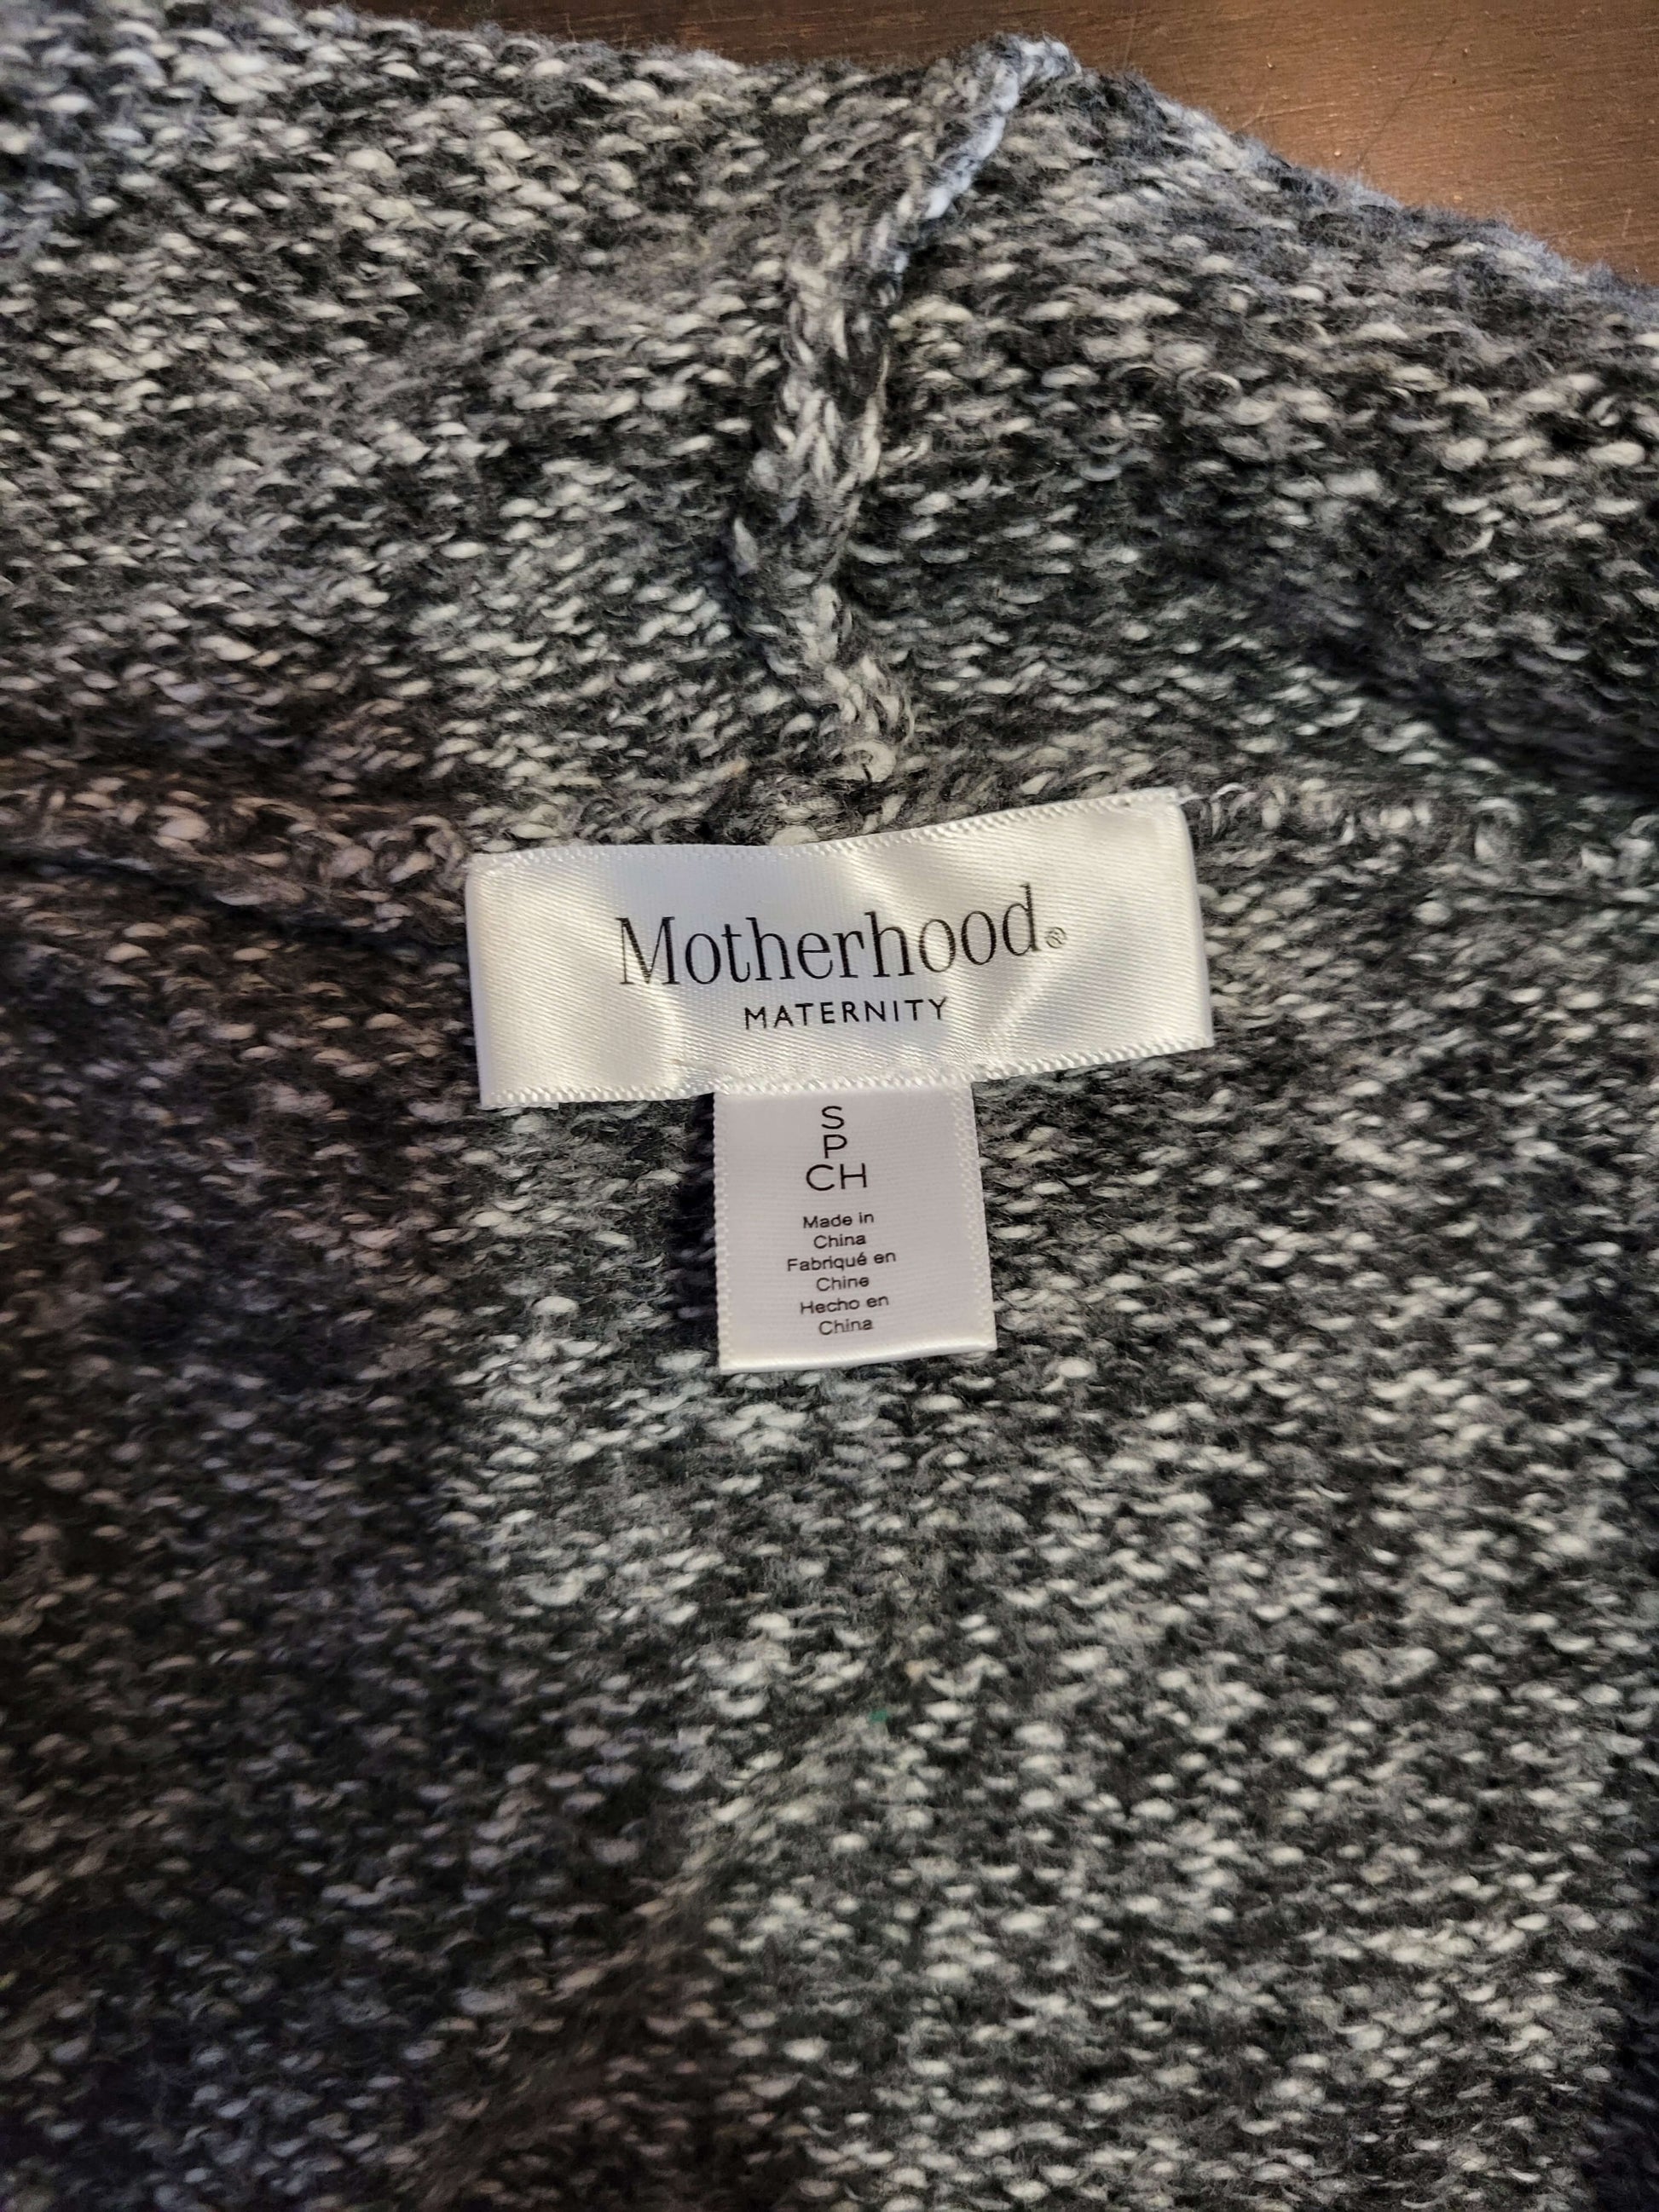 Motherhood®
MATERNITY
S
P
CH
Made in
China
Fabriqué en
Chine
Hecho en
China